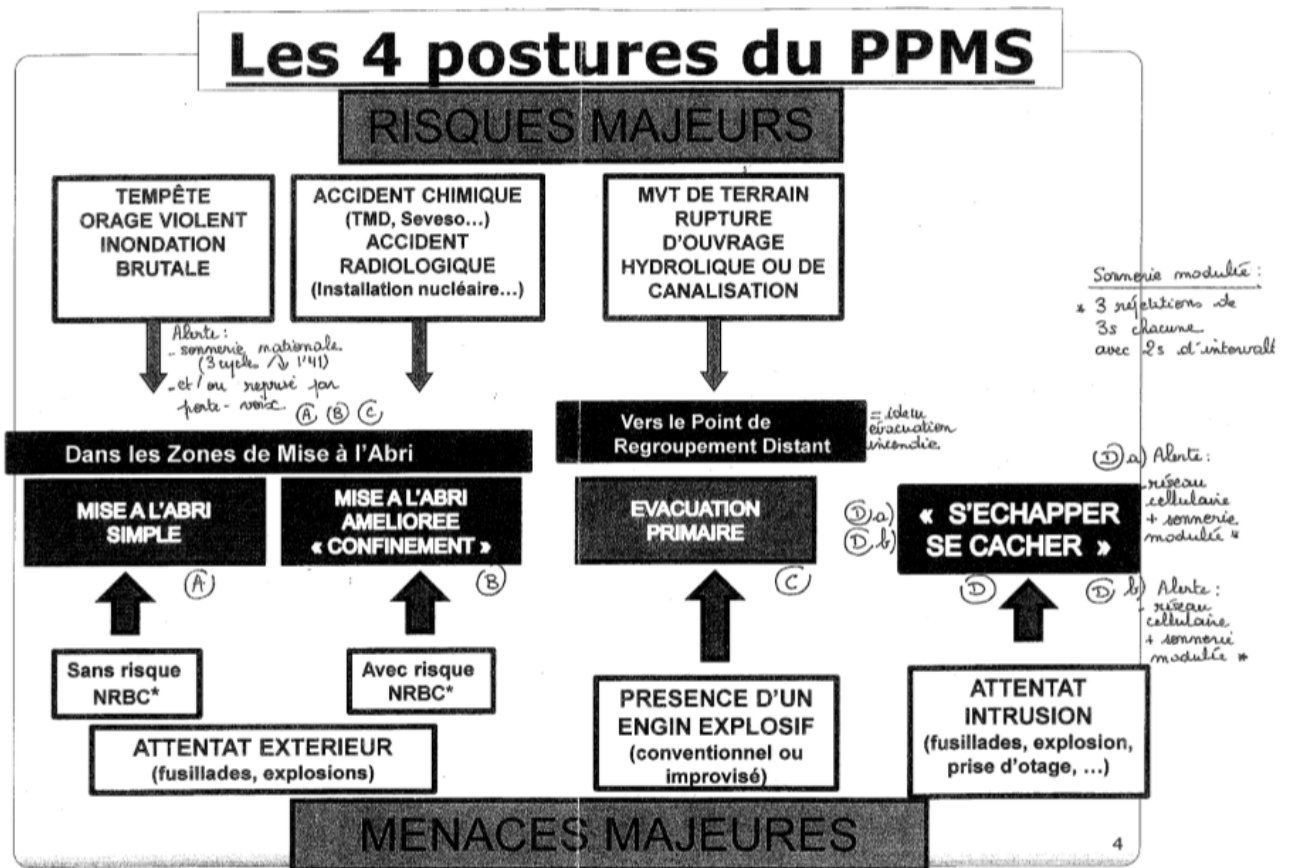 Les 4 postures du PPMS
RISQUES MAJEURS
TEMPÊTE
ORAGE VIOLENT
INONDATION
BRUTALE
ACCIDENT CHIMIQUE
(TMD, Seveso...)
ACCIDENT
RADIOLOGIQUE
(Installation nucléaire...)
MVT DE TERRAIN
RUPTURE
D'OUVRAGE
HYDROLIQUE OU DE
CANALISATION
Sonnerie modulée :
* 3 répétitions de
3s chacune
avec 2s d'intervalt
Alerte :
- sonnerie nationale
(3 cycles 1'41)
- et/ou reprise par
porte-voix.
A B C
Dans les Zones de Mise à l'Abri
Vers le Point de
Regroupement Distant
= idem
évacuation
incendie
MISE A L'ABRI
SIMPLE
A
MISE A L'ABRI
AMELIOREE
« CONFINEMENT »
B
EVACUATION
PRIMAIRE
C
D a)
D b)
« S'ECHAPPER
SE CACHER »
D
D a) Alerte :
- réseau
cellulaire
+ sonnerie
modulée *
D b) Alerte :
- réseau
cellulaire
+ sonnerie
modulée *
Sans risque
NRBC*
Avec risque
NRBC*
ATTENTAT EXTERIEUR
(fusillades, explosions)
PRESENCE D'UN
ENGIN EXPLOSIF
(conventionnel ou
improvisé)
ATTENTAT
INTRUSION
(fusillades, explosion,
prise d'otage, ...)
MENACES MAJEURES
4